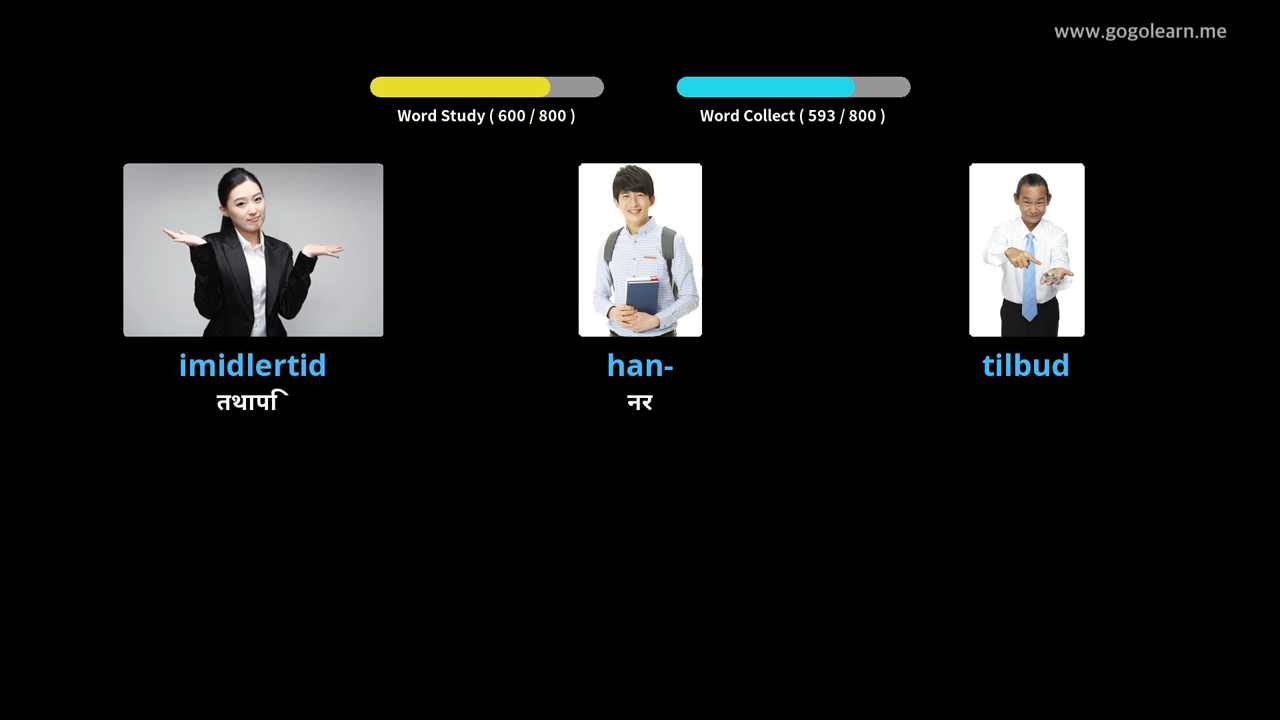 www.gogolearn.me
Word Study ( 600 / 800 )
Word Collect ( 593 / 800 )
imidlertid
han-
tilbud
तथापि
नर